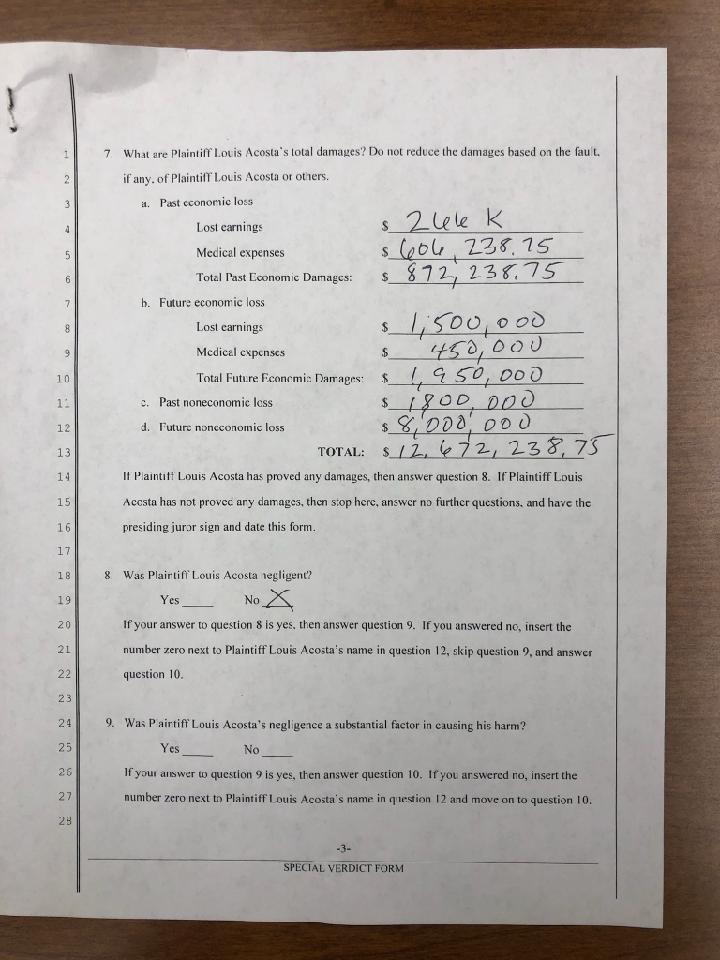 1 7 What are Plaintiff Louis Acosta's total damages? Do not reduce the damages based on the fault,
2 if any, of Plaintiff Louis Acosta or others.
3 a. Past economic loss
4 Lost earnings $ 266 K
5 Medical expenses $ 606,238.75
6 Total Past Economic Damages: $ 872,238.75
7 b. Future economic loss
8 Lost earnings $ 1,500,000
9 Medical expenses $ 450,000
10 Total Future Economic Damages: $ 1,950,000
11 c. Past noneconomic loss $ 1800,000
12 d. Future noneconomic loss $ 8,000,000
13 TOTAL: $ 12,672,238.75
14 If Plaintiff Louis Acosta has proved any damages, then answer question 8. If Plaintiff Louis
15 Acosta has not proved any damages, then stop here, answer no further questions, and have the
16 presiding juror sign and date this form.
17
18 8 Was Plaintiff Louis Acosta negligent?
19 Yes ____ No X
20 If your answer to question 8 is yes, then answer question 9. If you answered no, insert the
21 number zero next to Plaintiff Louis Acosta's name in question 12, skip question 9, and answer
22 question 10.
23
24 9. Was Plaintiff Louis Acosta's negligence a substantial factor in causing his harm?
25 Yes ____ No ____
26 If your answer to question 9 is yes, then answer question 10. If you answered no, insert the
27 number zero next to Plaintiff Louis Acosta's name in question 12 and move on to question 10.
28
-3-
SPECIAL VERDICT FORM